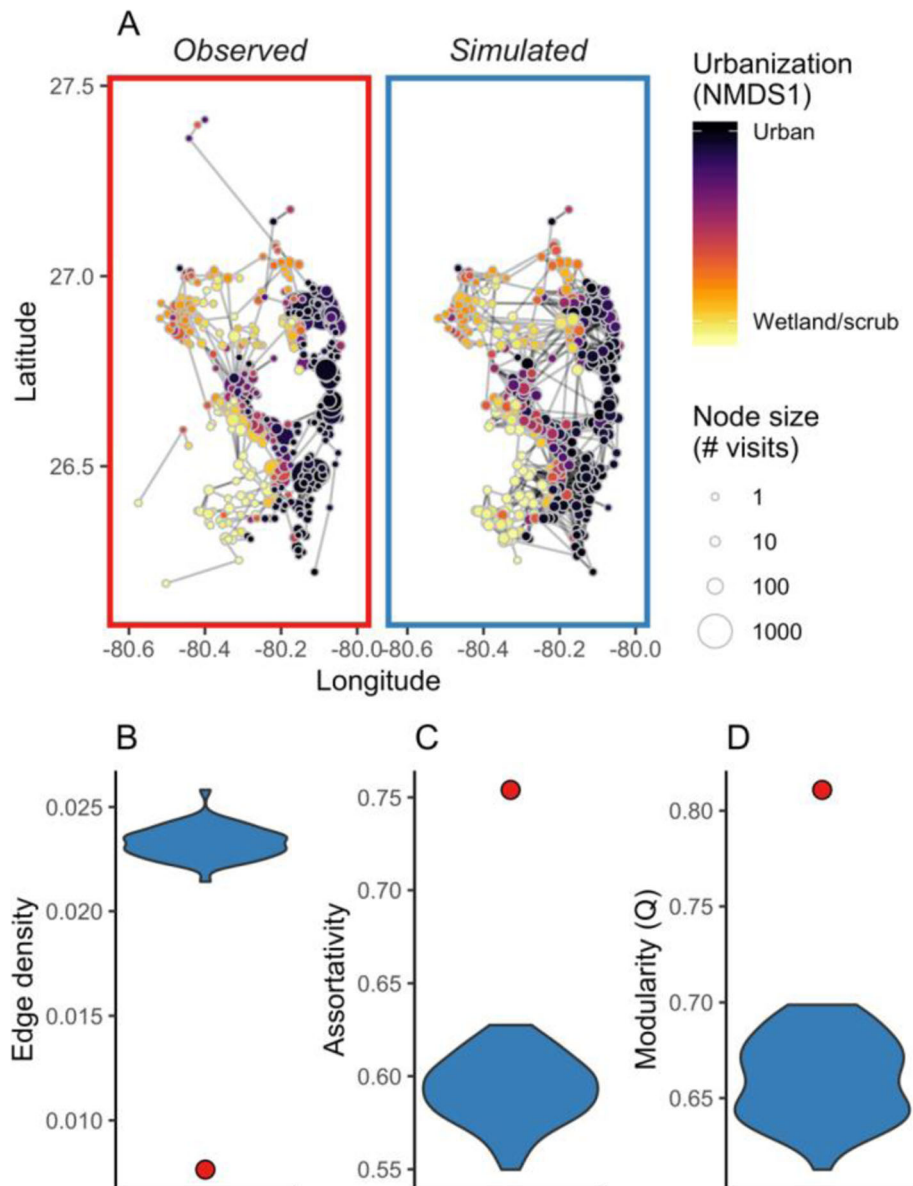 A
Observed
Simulated
Urbanization
(NMDS1)
Urban
Wetland/scrub
Node size
(# visits)
1
10
100
1000
27.5
27.0
26.5
Latitude
-80.6 -80.4 -80.2 -80.0
-80.6 -80.4 -80.2 -80.0
Longitude
B
Edge density
0.025
0.020
0.015
0.010
C
Assortativity
0.75
0.70
0.65
0.60
0.55
D
Modularity (Q)
0.80
0.75
0.70
0.65